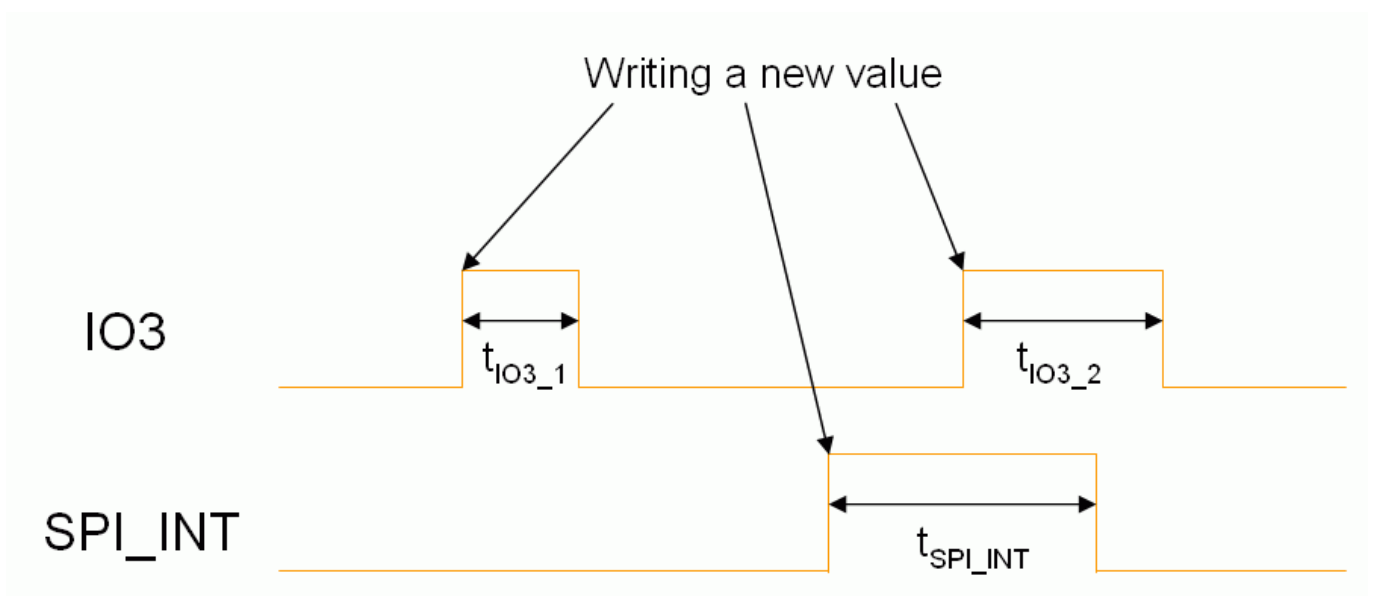 Writing a new value
IO3
tIO3_1
tIO3_2
SPI_INT
tSPI_INT